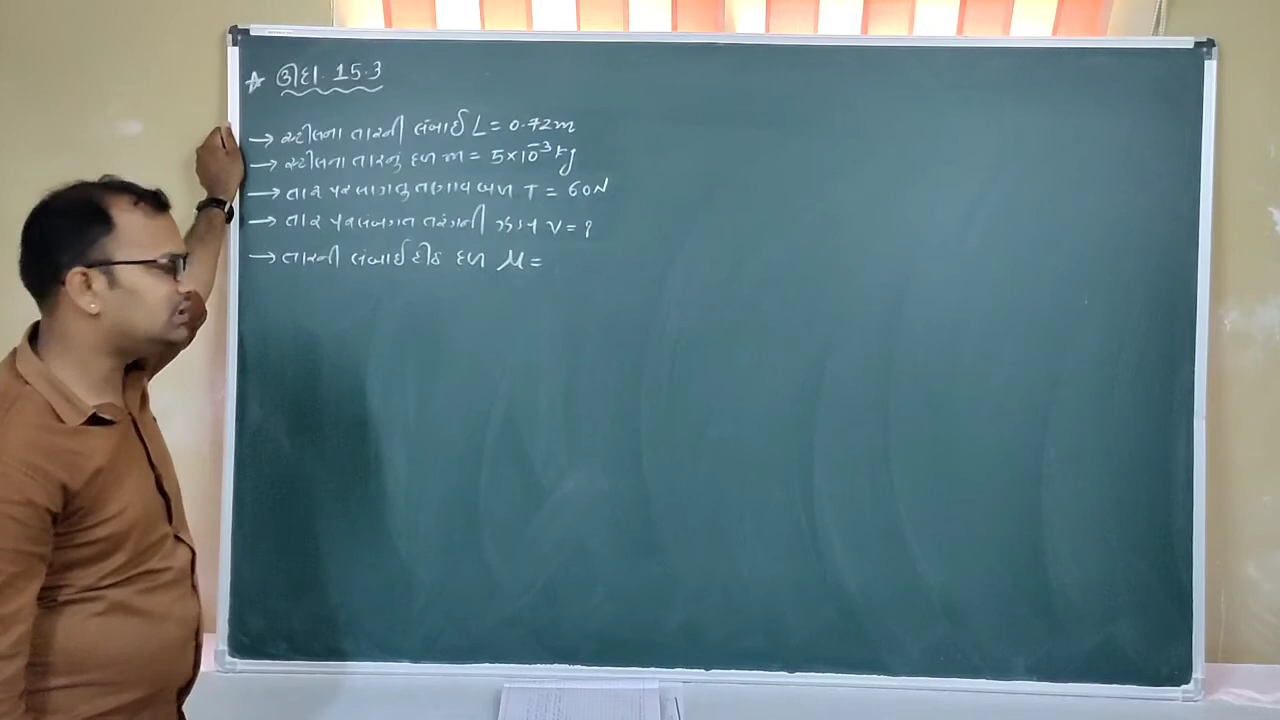 ☆ ઊદા. 15.3
→ સ્ટીલના તારની લંબાઈ L = 0.72m
→ સ્ટીલના તારનું દળ m = 5×10⁻³ kg
→ તાર પર લાગતુ તણાવ બળ T = 60N
→ તાર પર લંબગત તરંગની ઝડપ v = ?
→ તારની લંબાઈ દીઠ દળ μ =